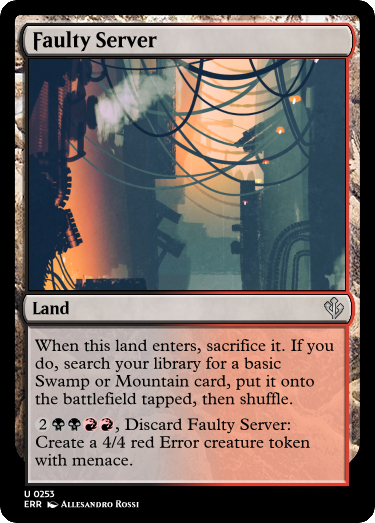 Faulty Server
Land
When this land enters, sacrifice it. If you
do, search your library for a basic
Swamp or Mountain card, put it onto
the battlefield tapped, then shuffle.
2, Discard Faulty Server:
Create a 4/4 red Error creature token
with menace.
U 0253
ERR Allesandro Rossi